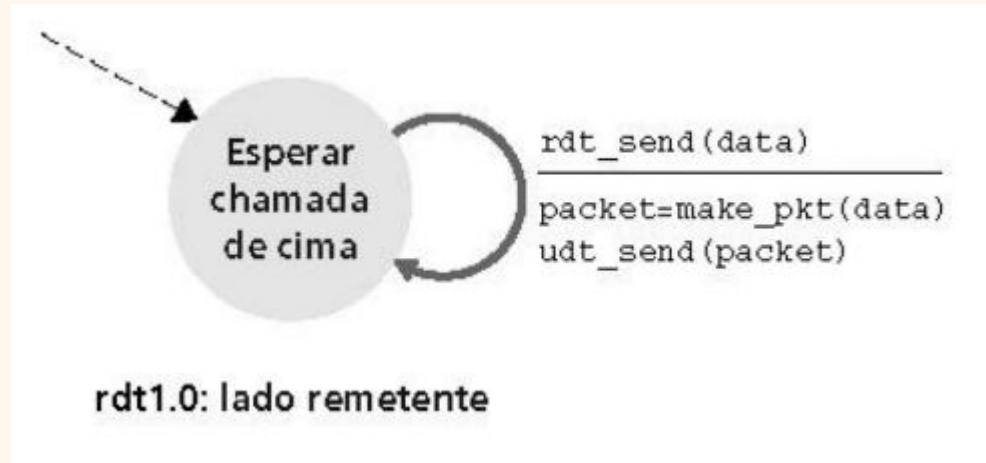 Esperar
chamada
de cima
rdt_send(data)
packet=make_pkt(data)
udt_send(packet)
rdt1.0: lado remetente